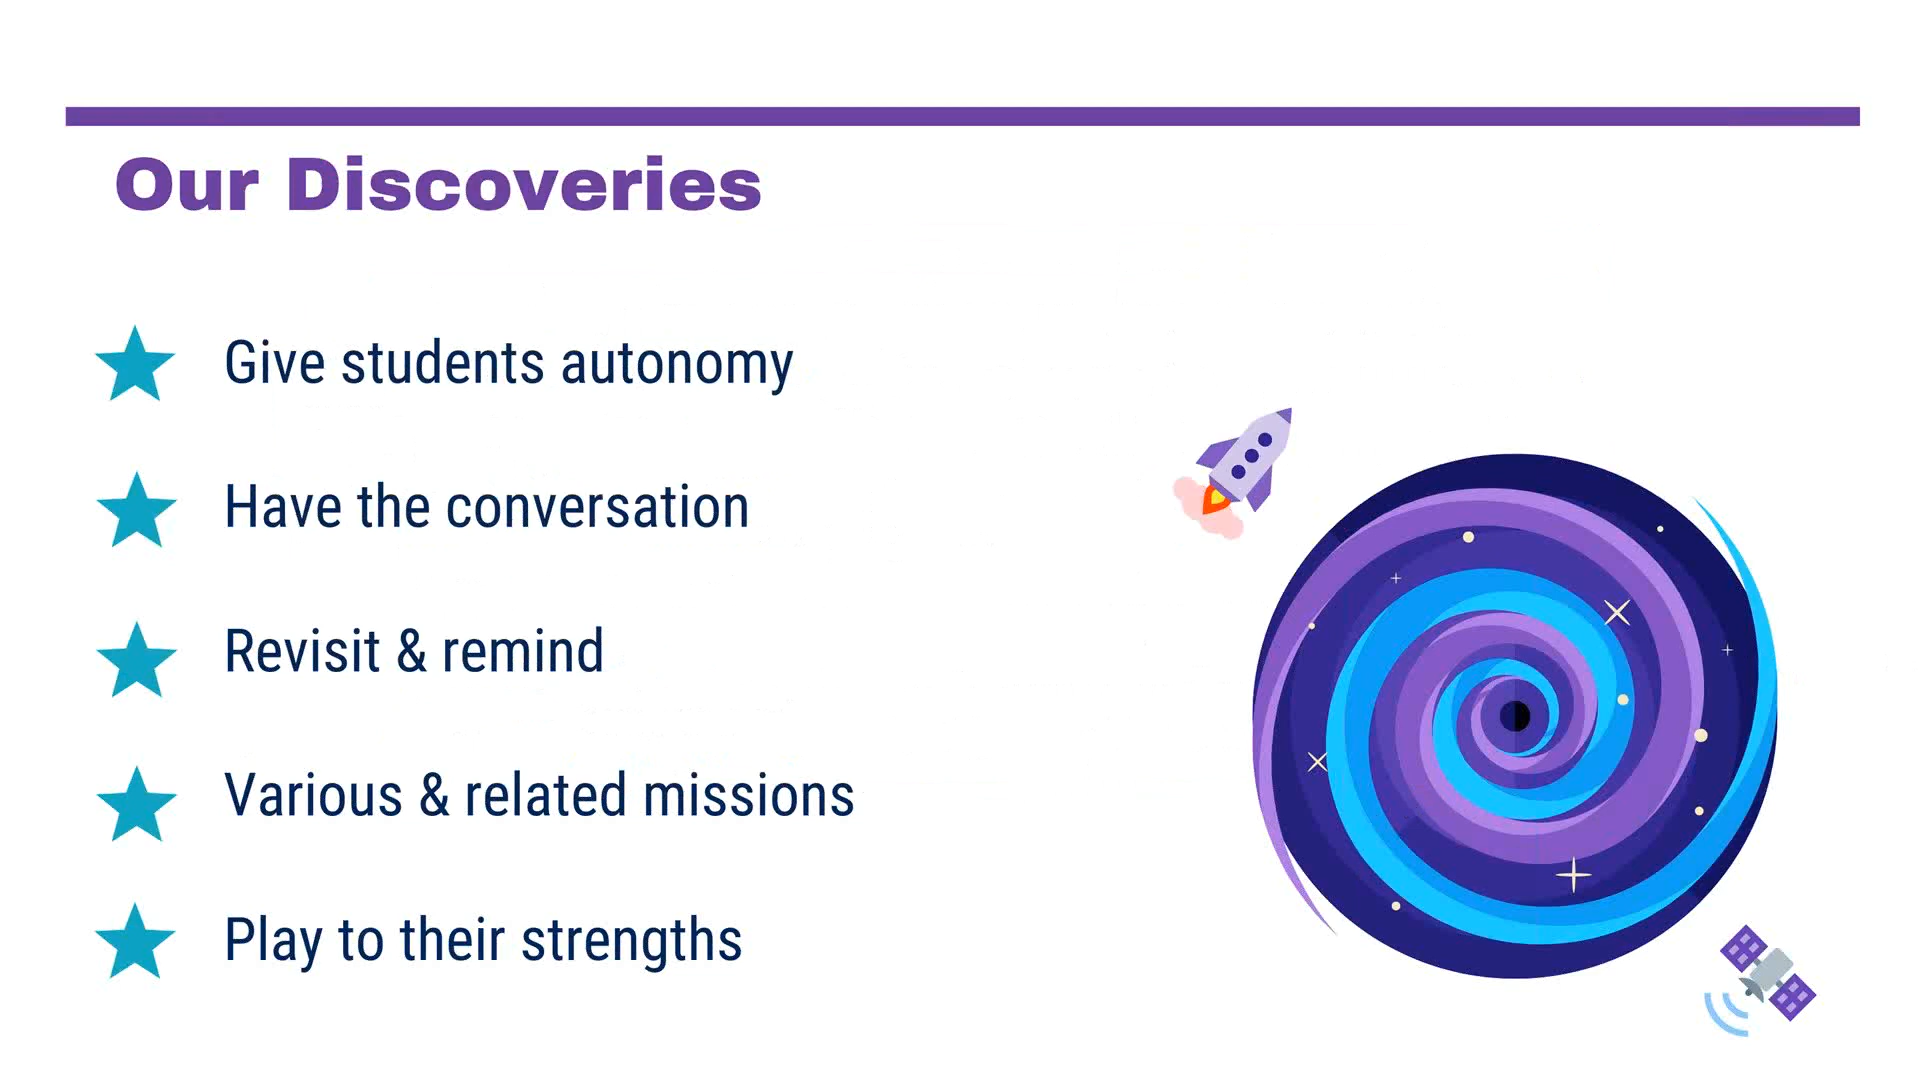 Our Discoveries
Give students autonomy
Have the conversation
Revisit & remind
Various & related missions
Play to their strengths